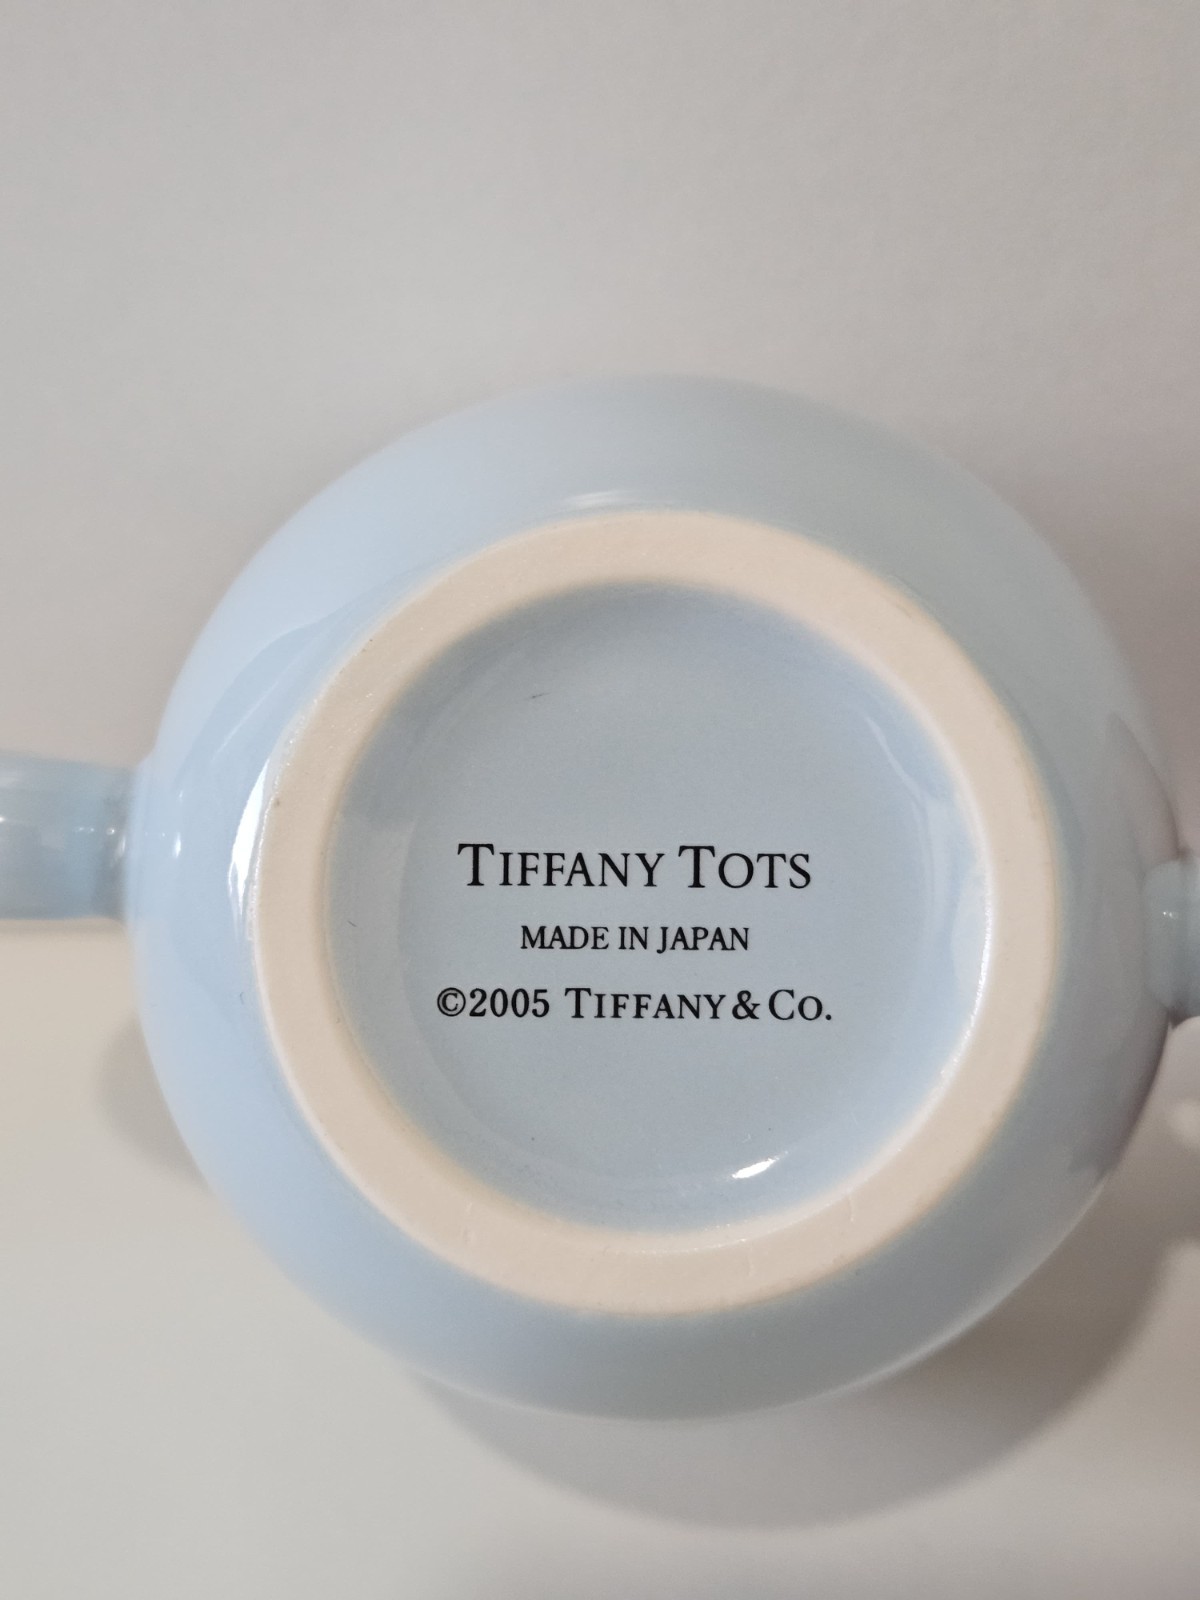 TIFFANY TOTS
MADE IN JAPAN
©2005 TIFFANY & CO.